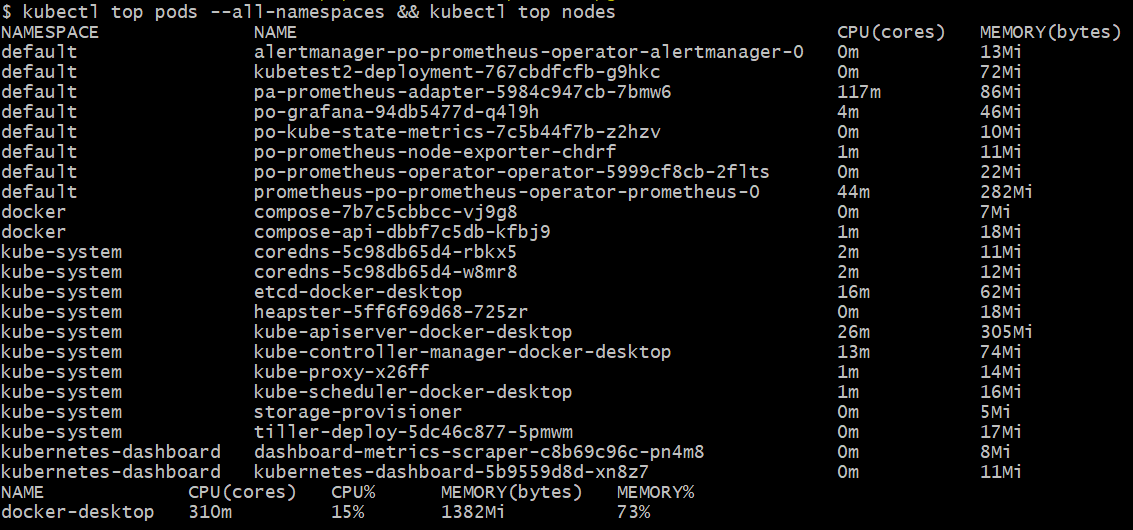 $ kubectl top pods --all-namespaces && kubectl top nodes
NAMESPACE NAME CPU(cores) MEMORY(bytes)
default alertmanager-po-prometheus-operator-alertmanager-0 0m 13Mi
default kubetest2-deployment-767cbdfcfb-g9hkc 0m 72Mi
default pa-prometheus-adapter-5984c947cb-7bmw6 117m 86Mi
default po-grafana-94db5477d-q4l9h 4m 46Mi
default po-kube-state-metrics-7c5b44f7b-z2hzv 0m 10Mi
default po-prometheus-node-exporter-chdrf 1m 11Mi
default po-prometheus-operator-operator-5999cf8cb-2flts 0m 22Mi
default prometheus-po-prometheus-operator-prometheus-0 44m 282Mi
docker compose-7b7c5cbbcc-vj9g8 0m 7Mi
docker compose-api-dbbf7c5db-kfbj9 1m 18Mi
kube-system coredns-5c98db65d4-rbkx5 2m 11Mi
kube-system coredns-5c98db65d4-w8mr8 2m 12Mi
kube-system etcd-docker-desktop 16m 62Mi
kube-system heapster-5ff6f69d68-725zr 0m 18Mi
kube-system kube-apiserver-docker-desktop 26m 305Mi
kube-system kube-controller-manager-docker-desktop 13m 74Mi
kube-system kube-proxy-x26ff 1m 14Mi
kube-system kube-scheduler-docker-desktop 1m 16Mi
kube-system storage-provisioner 0m 5Mi
kube-system tiller-deploy-5dc46c877-5pmwm 0m 17Mi
kubernetes-dashboard dashboard-metrics-scraper-c8b69c96c-pn4m8 0m 8Mi
kubernetes-dashboard kubernetes-dashboard-5b9559d8d-xn8z7 0m 11Mi
NAME CPU(cores) CPU% MEMORY(bytes) MEMORY%
docker-desktop 310m 15% 1382Mi 73%